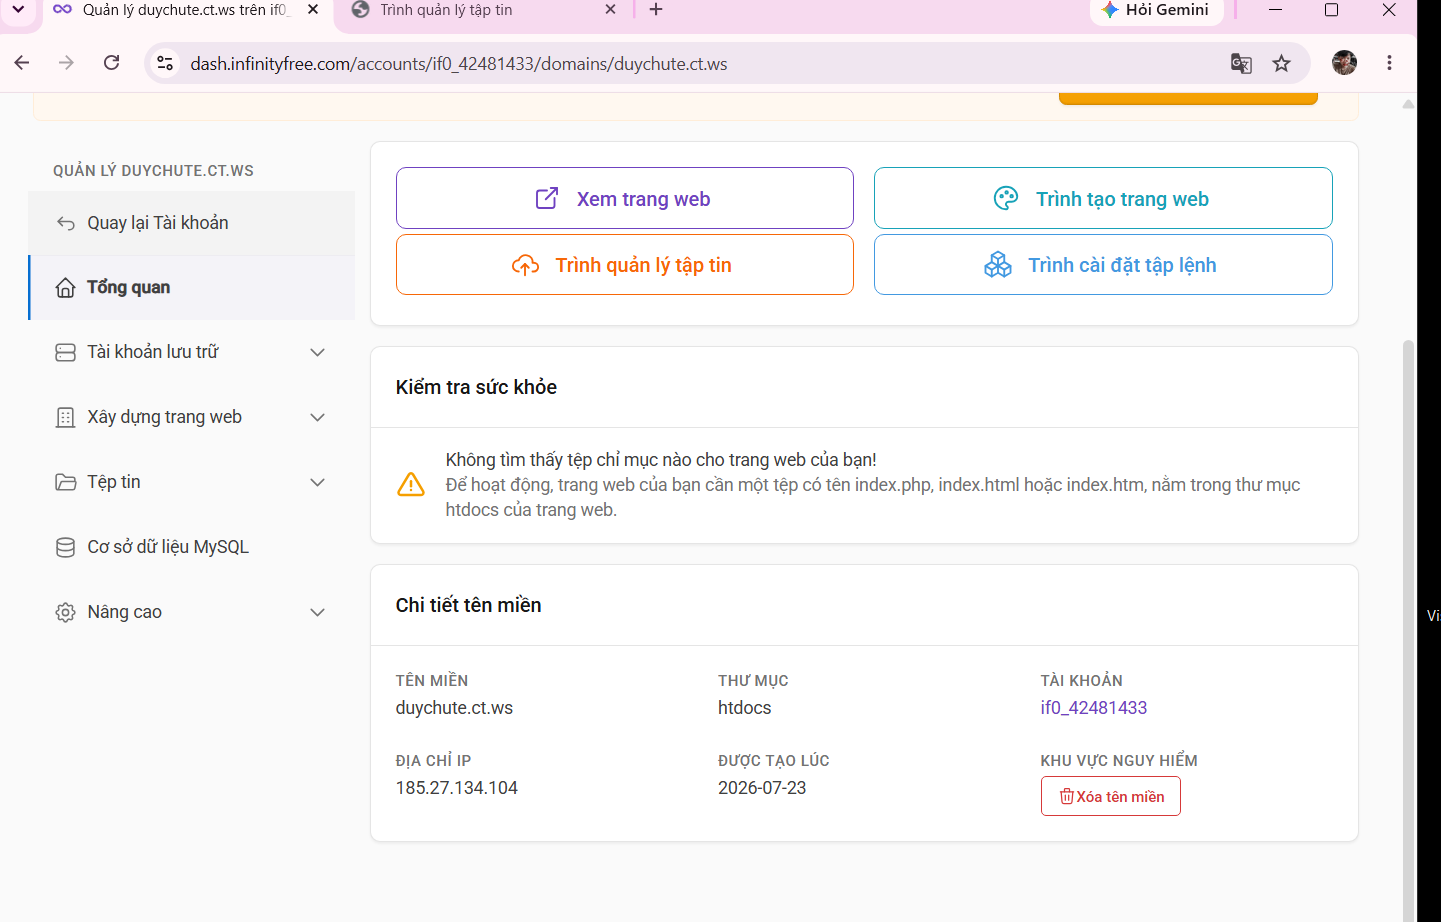 Quản lý duychute.ct.ws trên if0_
Trình quản lý tập tin
Hỏi Gemini
dash.infinityfree.com/accounts/if0_42481433/domains/duychute.ct.ws
QUẢN LÝ DUYCHUTE.CT.WS
Quay lại Tài khoản
Tổng quan
Tài khoản lưu trữ
Xây dựng trang web
Tệp tin
Cơ sở dữ liệu MySQL
Nâng cao
Xem trang web
Trình tạo trang web
Trình quản lý tập tin
Trình cài đặt tập lệnh
Kiểm tra sức khỏe
Không tìm thấy tệp chỉ mục nào cho trang web của bạn!
Để hoạt động, trang web của bạn cần một tệp có tên index.php, index.html hoặc index.htm, nằm trong thư mục
htdocs của trang web.
Chi tiết tên miền
TÊN MIỀN
duychute.ct.ws
THƯ MỤC
htdocs
TÀI KHOẢN
if0_42481433
ĐỊA CHỈ IP
185.27.134.104
ĐƯỢC TẠO LÚC
2026-07-23
KHU VỰC NGUY HIỂM
Xóa tên miền
Vi